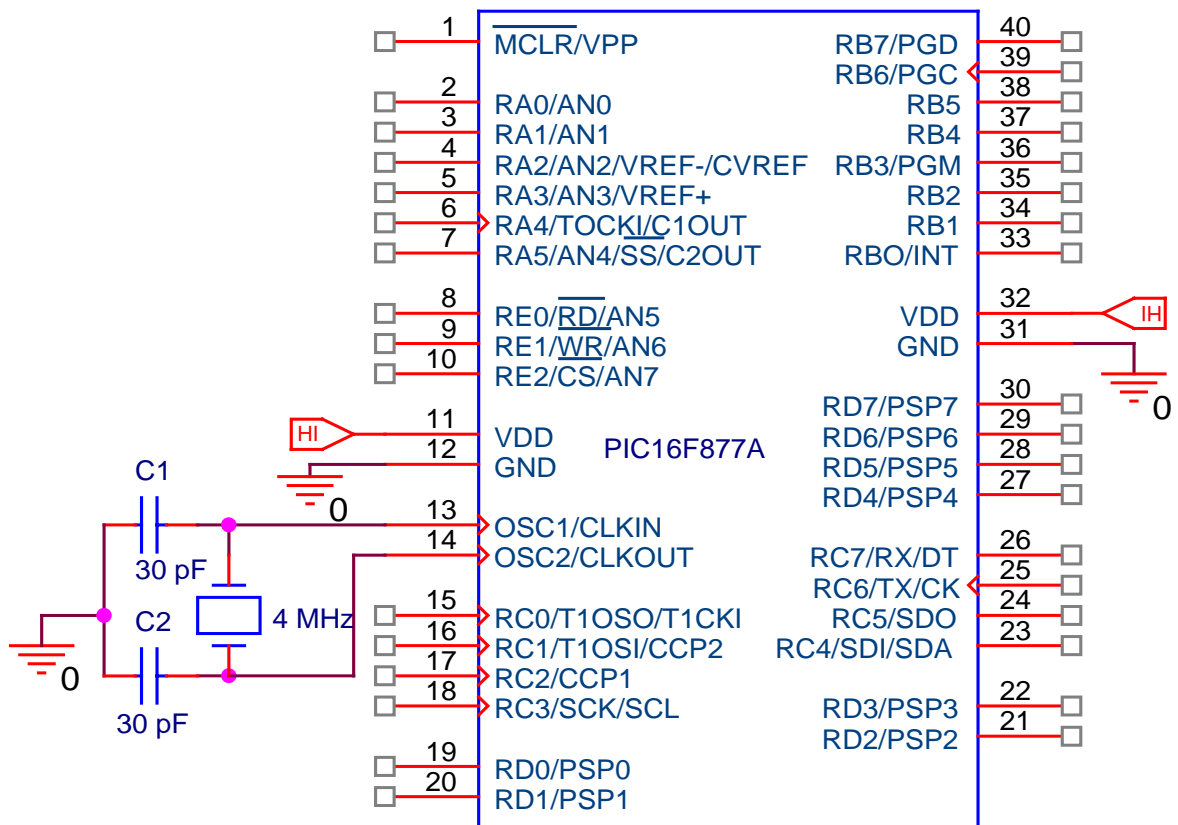 1 MCLR/VPP
2 RA0/AN0
3 RA1/AN1
4 RA2/AN2/VREF-/CVREF
5 RA3/AN3/VREF+
6 RA4/TOCKI/C1OUT
7 RA5/AN4/SS/C2OUT
8 RE0/RD/AN5
9 RE1/WR/AN6
10 RE2/CS/AN7
HI 11 VDD
12 GND
0
13 OSC1/CLKIN
14 OSC2/CLKOUT
C1
30 pF
4 MHz
C2
30 pF
0
15 RC0/T1OSO/T1CKI
16 RC1/T1OSI/CCP2
17 RC2/CCP1
18 RC3/SCK/SCL
19 RD0/PSP0
20 RD1/PSP1
PIC16F877A
RB7/PGD 40
RB6/PGC 39
RB5 38
RB4 37
RB3/PGM 36
RB2 35
RB1 34
RBO/INT 33
VDD 32 HI
GND 31
0
RD7/PSP7 30
RD6/PSP6 29
RD5/PSP5 28
RD4/PSP4 27
RC7/RX/DT 26
RC6/TX/CK 25
RC5/SDO 24
RC4/SDI/SDA 23
RD3/PSP3 22
RD2/PSP2 21